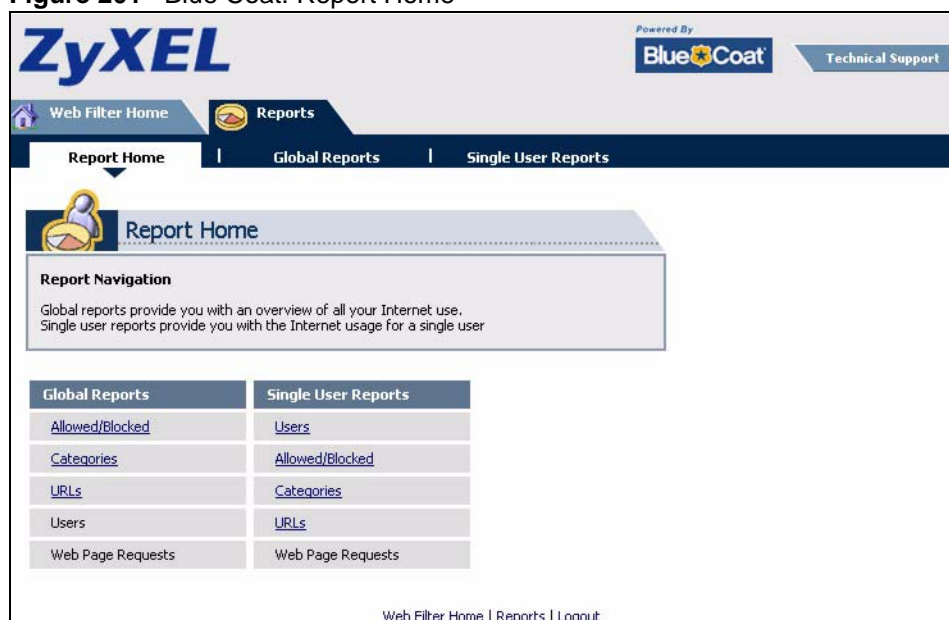 ZyXEL
Powered By
Blue Coat
Technical Support
Web Filter Home
Reports
Report Home | Global Reports | Single User Reports
Report Home
Report Navigation
Global reports provide you with an overview of all your Internet use.
Single user reports provide you with the Internet usage for a single user
Global Reports Single User Reports
Allowed/Blocked Users
Categories Allowed/Blocked
URLs Categories
Users URLs
Web Page Requests Web Page Requests
Web Filter Home | Reports | Logout